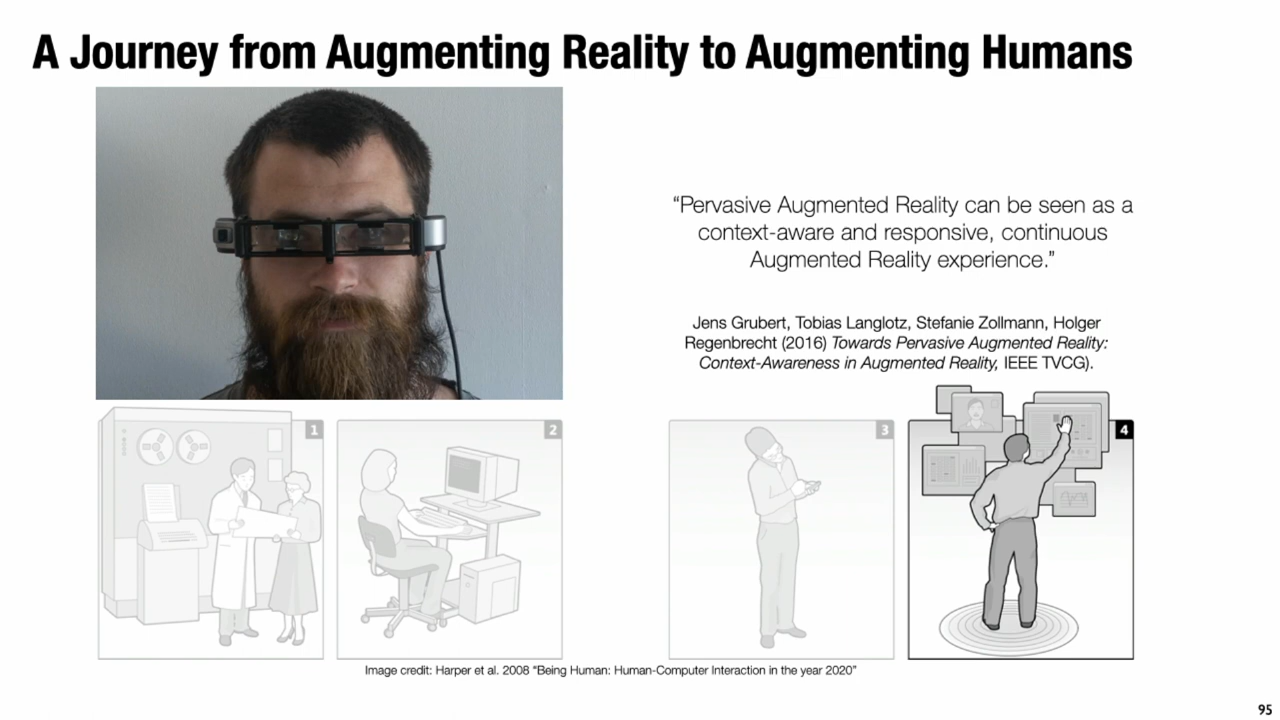 A Journey from Augmenting Reality to Augmenting Humans
“Pervasive Augmented Reality can be seen as a
context-aware and responsive, continuous
Augmented Reality experience.”
Jens Grubert, Tobias Langlotz, Stefanie Zollmann, Holger
Regenbrecht (2016) Towards Pervasive Augmented Reality:
Context-Awareness in Augmented Reality, IEEE TVCG).
1
2
3
4
Image credit: Harper et al. 2008 “Being Human: Human-Computer Interaction in the year 2020”
95